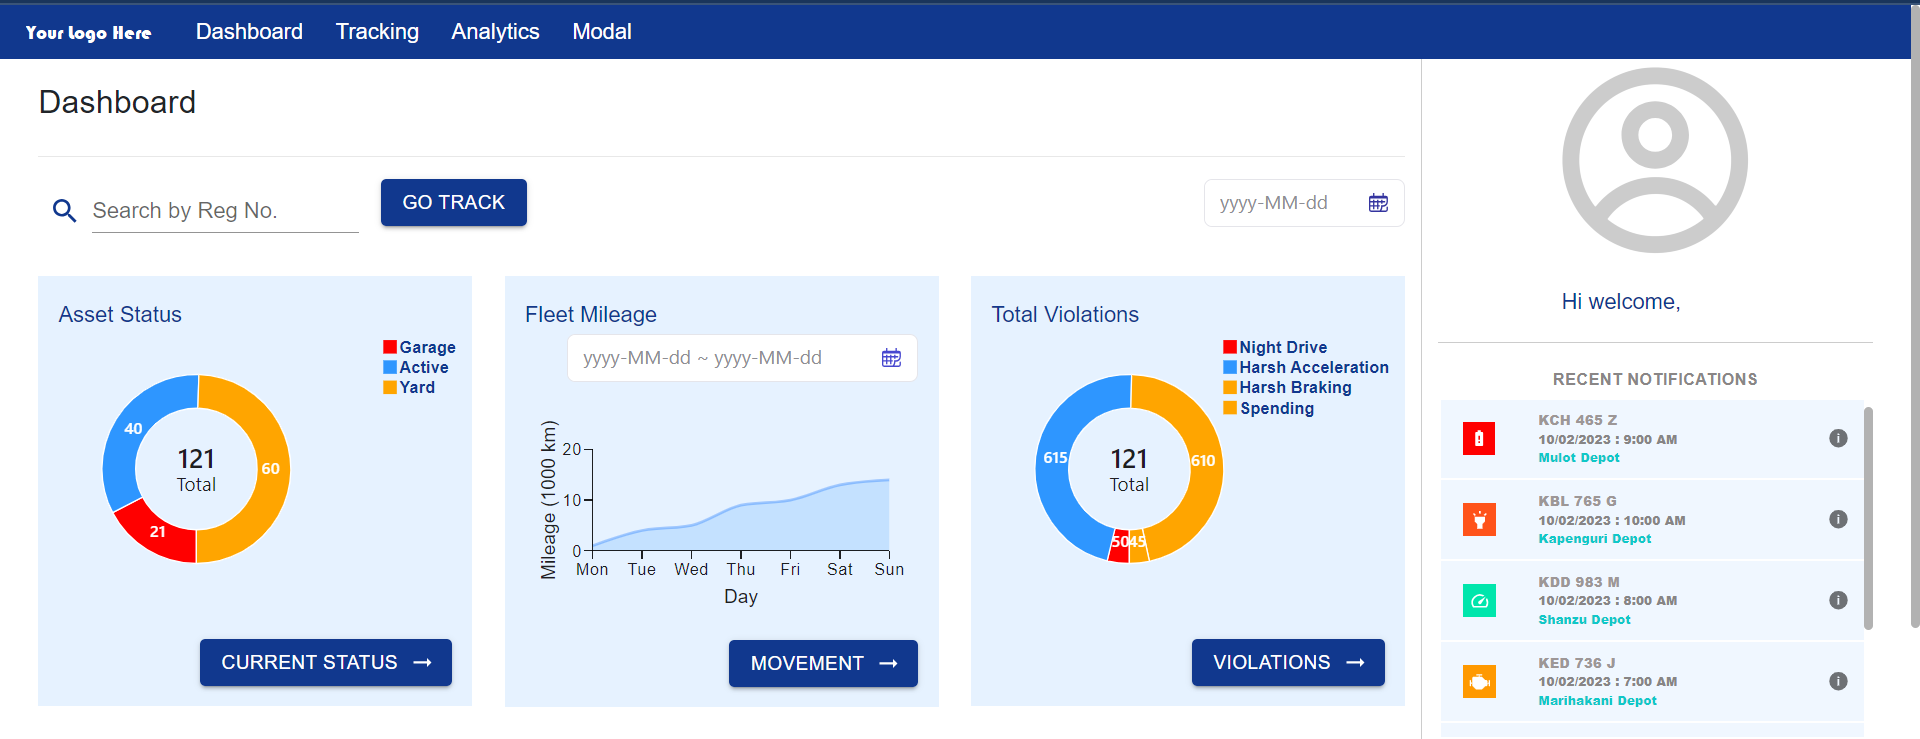 Your Logo Here
Dashboard
Tracking
Analytics
Modal
Dashboard
Search by Reg No.
GO TRACK
yyyy-MM-dd
Asset Status
Garage
Active
Yard
40
60
21
121
Total
CURRENT STATUS
Fleet Mileage
yyyy-MM-dd ~ yyyy-MM-dd
Mileage (1000 km)
20
10
0
Mon Tue Wed Thu Fri Sat Sun
Day
MOVEMENT
Total Violations
Night Drive
Harsh Acceleration
Harsh Braking
Spending
615
610
50
45
121
Total
VIOLATIONS
Hi welcome,
RECENT NOTIFICATIONS
KCH 465 Z
10/02/2023 : 9:00 AM
Mulot Depot
KBL 765 G
10/02/2023 : 10:00 AM
Kapenguri Depot
KDD 983 M
10/02/2023 : 8:00 AM
Shanzu Depot
KED 736 J
10/02/2023 : 7:00 AM
Marihakani Depot